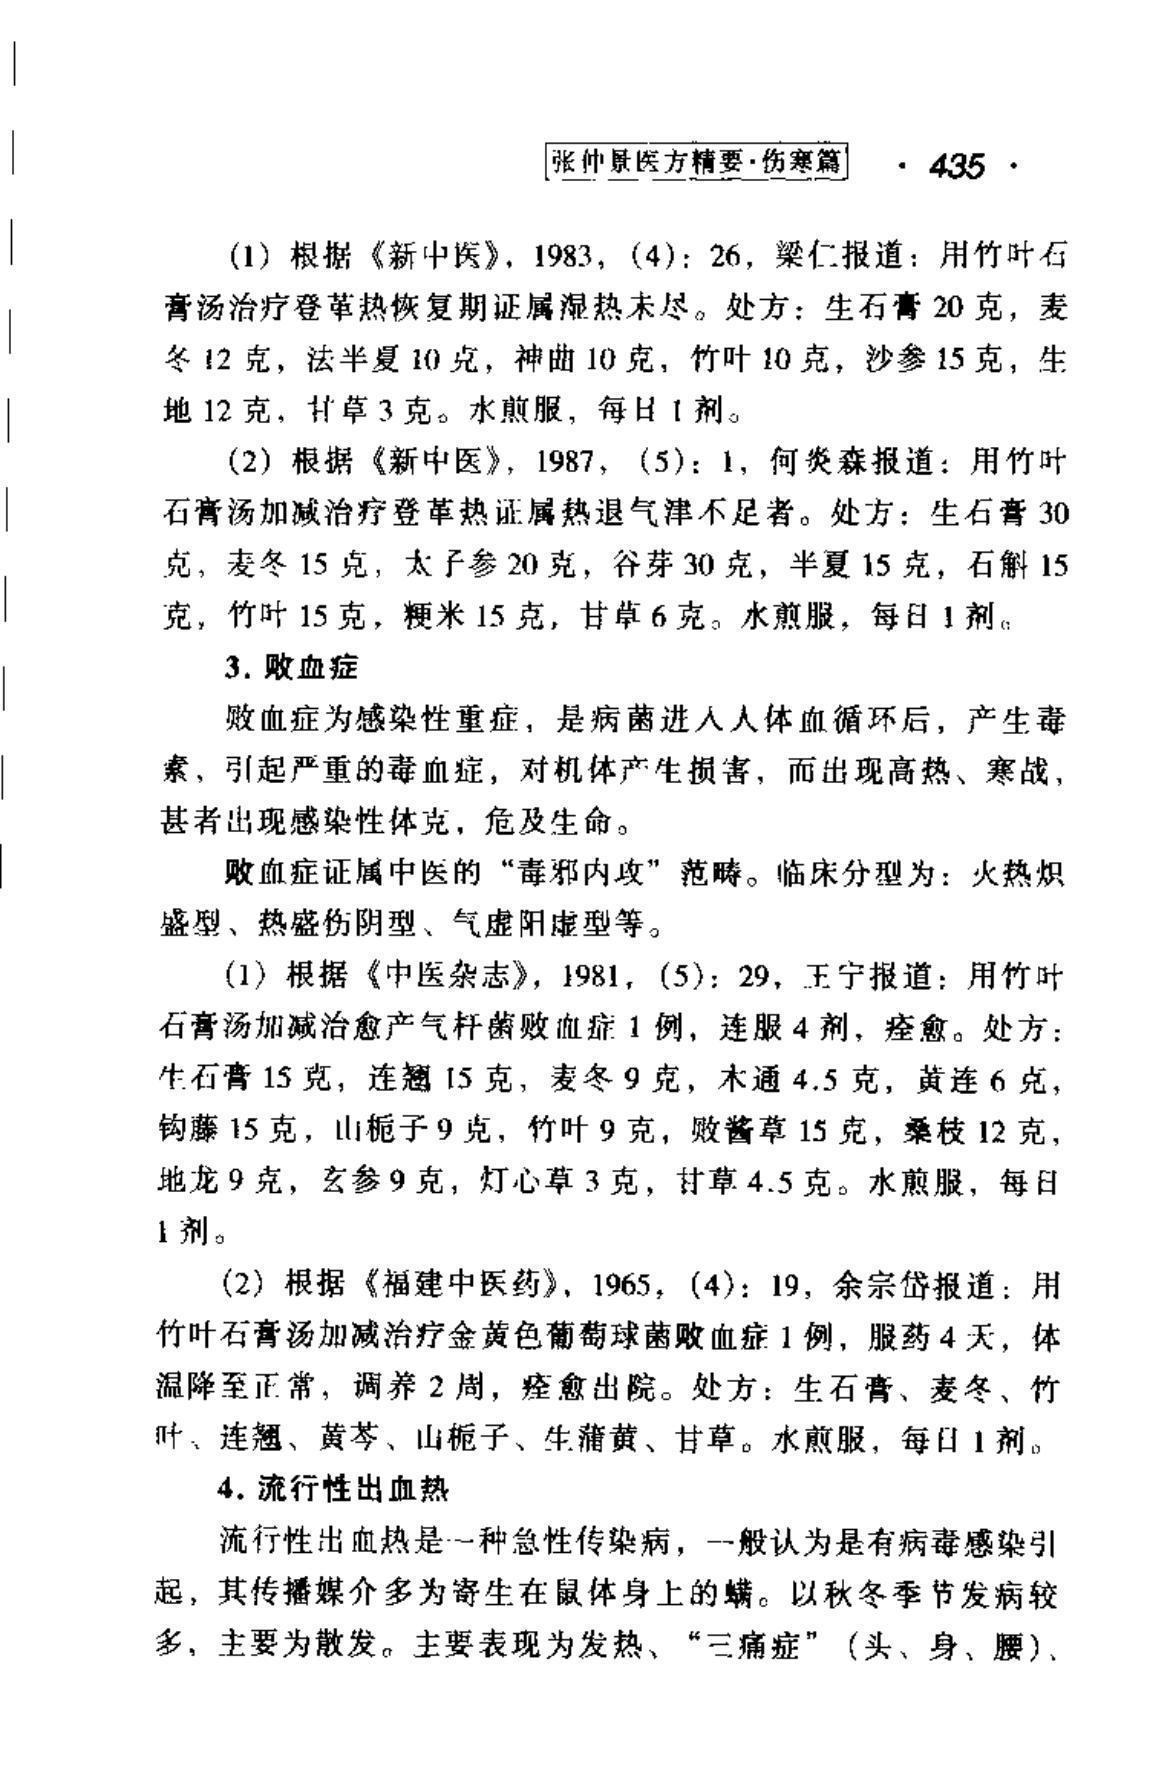 张仲景医方精要·伤寒篇 · 435 ·
(1) 根据《新中医》，1983，(4)：26，梁仁报道：用竹叶石
膏汤治疗登革热恢复期证属湿热未尽。处方：生石膏 20 克，麦
冬 12 克，法半夏 10 克，神曲 10 克，竹叶 10 克，沙参 15 克，生
地 12 克，甘草 3 克。水煎服，每日 1 剂。
(2) 根据《新中医》，1987，(5)：1，何炎森报道：用竹叶
石膏汤加减治疗登革热证属热退气津不足者。处方：生石膏 30
克，麦冬 15 克，太子参 20 克，谷芽 30 克，半夏 15 克，石斛 15
克，竹叶 15 克，粳米 15 克，甘草 6 克。水煎服，每日 1 剂。
3. 败血症
败血症为感染性重症，是病菌进入人体血循环后，产生毒
素，引起严重的毒血症，对机体产生损害，而出现高热、寒战，
甚者出现感染性体克，危及生命。
败血症证属中医的“毒邪内攻”范畴。临床分型为：火热炽
盛型、热盛伤阴型、气虚阳虚型等。
(1) 根据《中医杂志》，1981，(5)：29，王宁报道：用竹叶
石膏汤加减治愈产气杆菌败血症 1 例，连服 4 剂，痊愈。处方：
生石膏 15 克，连翘 15 克，麦冬 9 克，木通 4.5 克，黄连 6 克，
钩藤 15 克，山栀子 9 克，竹叶 9 克，败酱草 15 克，桑枝 12 克，
地龙 9 克，玄参 9 克，灯心草 3 克，甘草 4.5 克。水煎服，每日
1 剂。
(2) 根据《福建中医药》，1965，(4)：19，余宗岱报道：用
竹叶石膏汤加减治疗金黄色葡萄球菌败血症 1 例，服药 4 天，体
温降至正常，调养 2 周，痊愈出院。处方：生石膏、麦冬、竹
叶、连翘、黄芩、山栀子、生蒲黄、甘草。水煎服，每日 1 剂。
4. 流行性出血热
流行性出血热是一种急性传染病，一般认为是有病毒感染引
起，其传播媒介多为寄生在鼠体身上的螨。以秋冬季节发病较
多，主要为散发。主要表现为发热、“三痛症”（头、身、腰）、